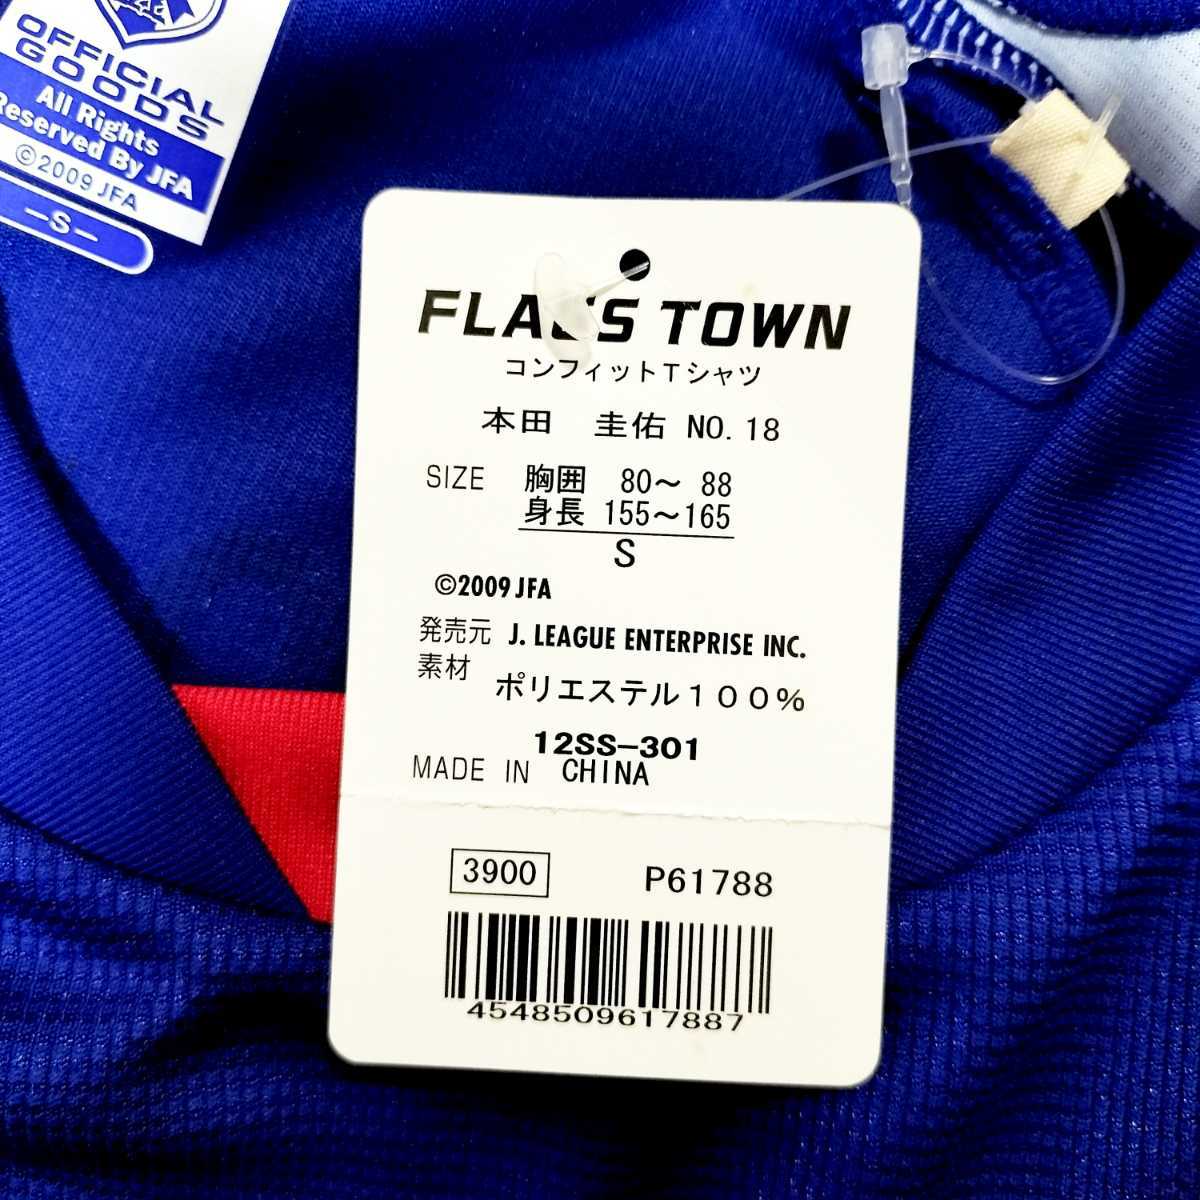 OFFICIAL
GOODS
All Rights
Reserved By JFA
©2009 JFA
-S-
FLAGS TOWN
コンフィットTシャツ
本田 圭佑 NO.18
SIZE 胸囲 80～ 88
身長 155～165
S
©2009 JFA
発売元 J. LEAGUE ENTERPRISE INC.
素材 ポリエステル１００％
12SS-301
MADE IN CHINA
3900 P61788
4548509617887